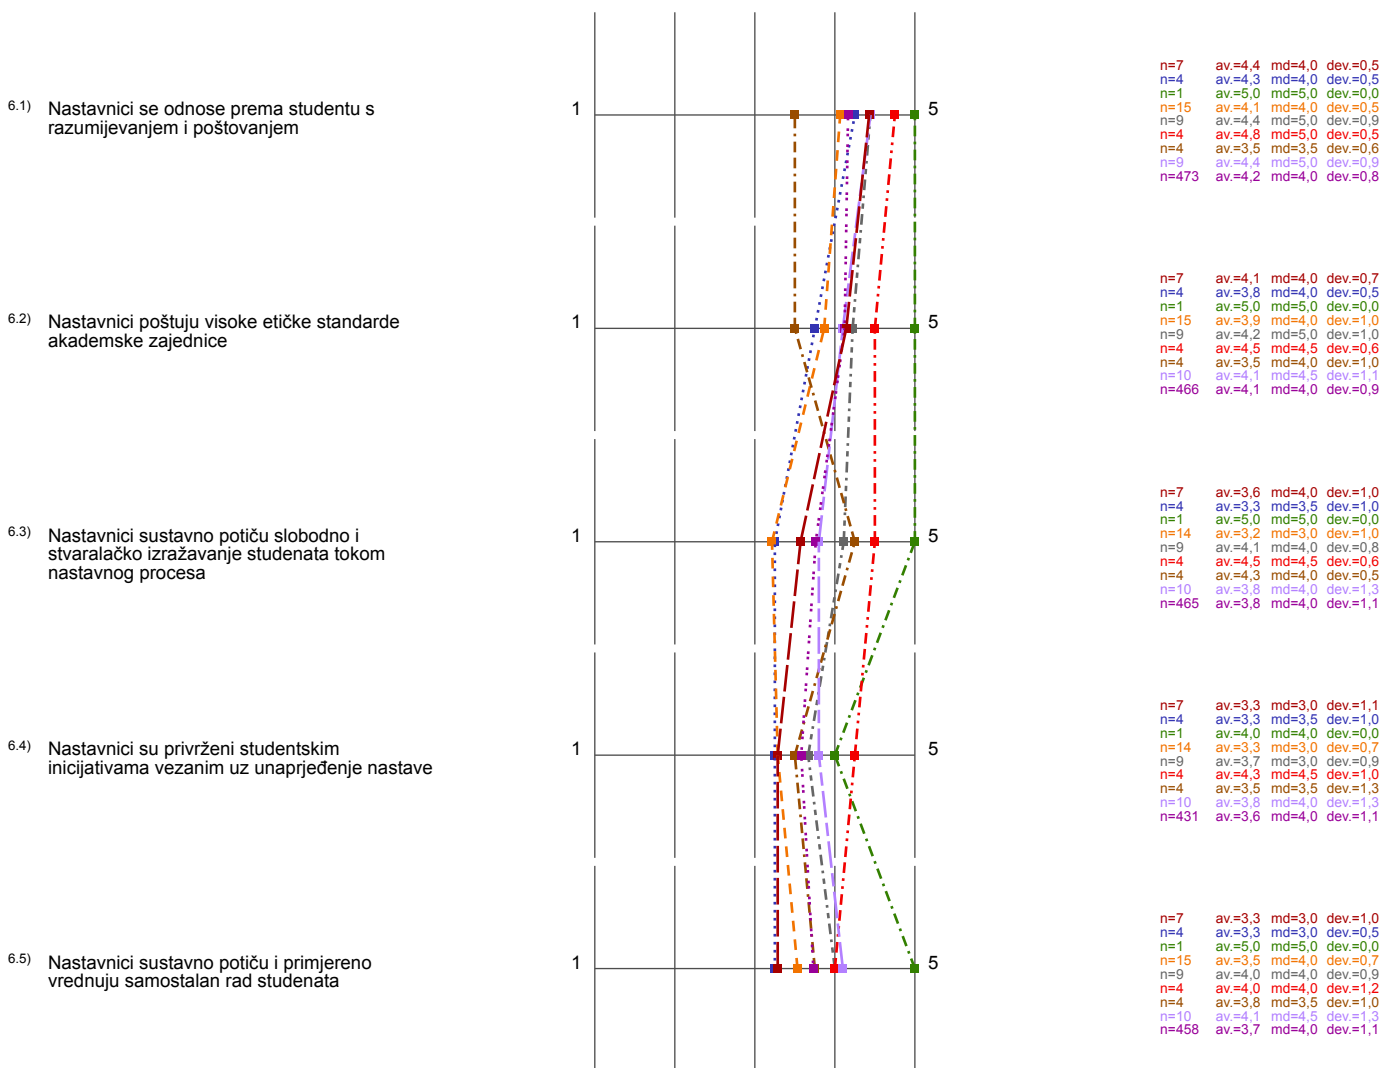 6.1) Nastavnici se odnose prema studentu s
razumijevanjem i poštovanjem
1 5
n=7 av.=4,4 md=4,0 dev.=0,5
n=4 av.=4,3 md=4,0 dev.=0,5
n=1 av.=5,0 md=5,0 dev.=0,0
n=15 av.=4,1 md=4,0 dev.=0,5
n=9 av.=4,4 md=5,0 dev.=0,9
n=4 av.=4,8 md=5,0 dev.=0,5
n=4 av.=3,5 md=3,5 dev.=0,6
n=9 av.=4,4 md=5,0 dev.=0,9
n=473 av.=4,2 md=4,0 dev.=0,8
6.2) Nastavnici poštuju visoke etičke standarde
akademske zajednice
1 5
n=7 av.=4,1 md=4,0 dev.=0,7
n=4 av.=3,8 md=4,0 dev.=0,5
n=1 av.=5,0 md=5,0 dev.=0,0
n=15 av.=3,9 md=4,0 dev.=1,0
n=9 av.=4,2 md=5,0 dev.=1,0
n=4 av.=4,5 md=4,5 dev.=0,6
n=4 av.=3,5 md=4,0 dev.=1,0
n=10 av.=4,1 md=4,5 dev.=1,1
n=466 av.=4,1 md=4,0 dev.=0,9
6.3) Nastavnici sustavno potiču slobodno i
stvaralačko izražavanje studenata tokom
nastavnog procesa
1 5
n=7 av.=3,6 md=4,0 dev.=1,0
n=4 av.=3,3 md=3,5 dev.=1,0
n=1 av.=5,0 md=5,0 dev.=0,0
n=14 av.=3,2 md=3,0 dev.=1,0
n=9 av.=4,1 md=4,0 dev.=0,8
n=4 av.=4,5 md=4,5 dev.=0,6
n=4 av.=4,3 md=4,0 dev.=0,5
n=10 av.=3,8 md=4,0 dev.=1,3
n=465 av.=3,8 md=4,0 dev.=1,1
6.4) Nastavnici su privrženi studentskim
inicijativama vezanim uz unaprjeđenje nastave
1 5
n=7 av.=3,3 md=3,0 dev.=1,1
n=4 av.=3,3 md=3,5 dev.=1,0
n=1 av.=4,0 md=4,0 dev.=0,0
n=14 av.=3,3 md=3,0 dev.=0,7
n=9 av.=3,7 md=3,0 dev.=0,9
n=4 av.=4,3 md=4,5 dev.=1,0
n=4 av.=3,5 md=3,5 dev.=1,3
n=10 av.=3,8 md=4,0 dev.=1,3
n=431 av.=3,6 md=4,0 dev.=1,1
6.5) Nastavnici sustavno potiču i primjereno
vrednuju samostalan rad studenata
1 5
n=7 av.=3,3 md=3,0 dev.=1,0
n=4 av.=3,3 md=3,0 dev.=0,5
n=1 av.=5,0 md=5,0 dev.=0,0
n=15 av.=3,5 md=4,0 dev.=0,7
n=9 av.=4,0 md=4,0 dev.=0,9
n=4 av.=4,0 md=4,0 dev.=1,2
n=4 av.=3,8 md=3,5 dev.=1,0
n=10 av.=4,1 md=4,5 dev.=1,3
n=458 av.=3,7 md=4,0 dev.=1,1